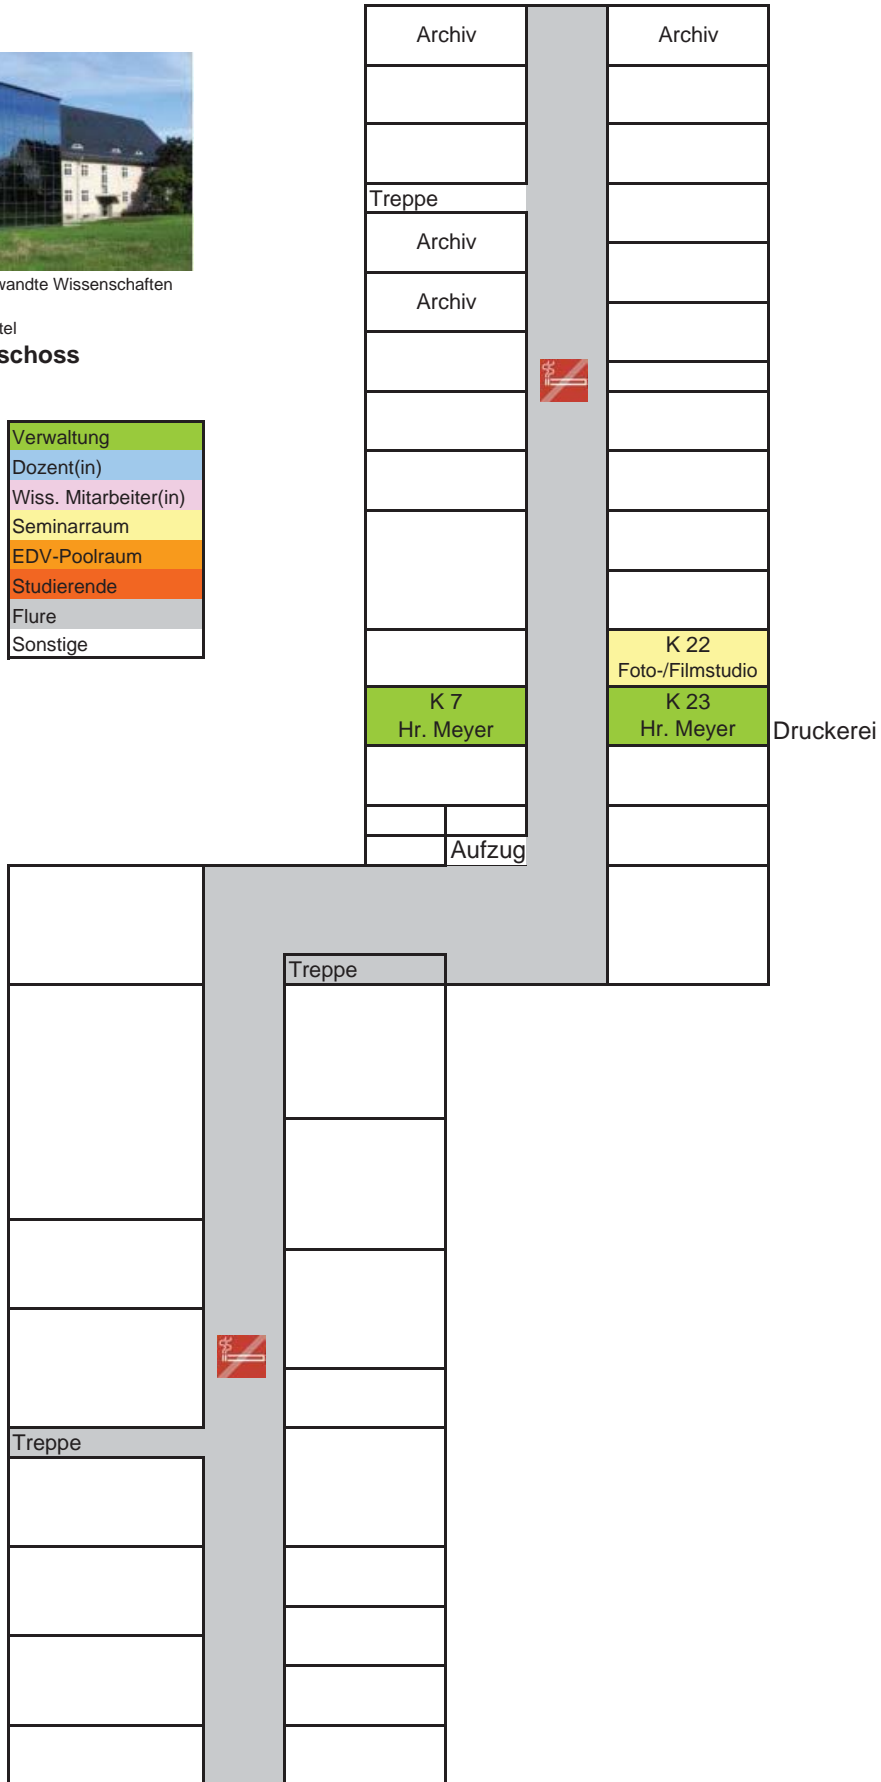 Archiv
Archiv
Treppe
Archiv
wandte Wissenschaften
Archiv
tel
schoss
Verwaltung
Dozent(in)
Wiss. Mitarbeiter(in)
Seminarraum
EDV-Poolraum
Studierende
Flure
Sonstige
K 22
Foto-/Filmstudio
K 7
Hr. Meyer
K 23
Hr. Meyer
Druckerei
Aufzug
Treppe
Treppe